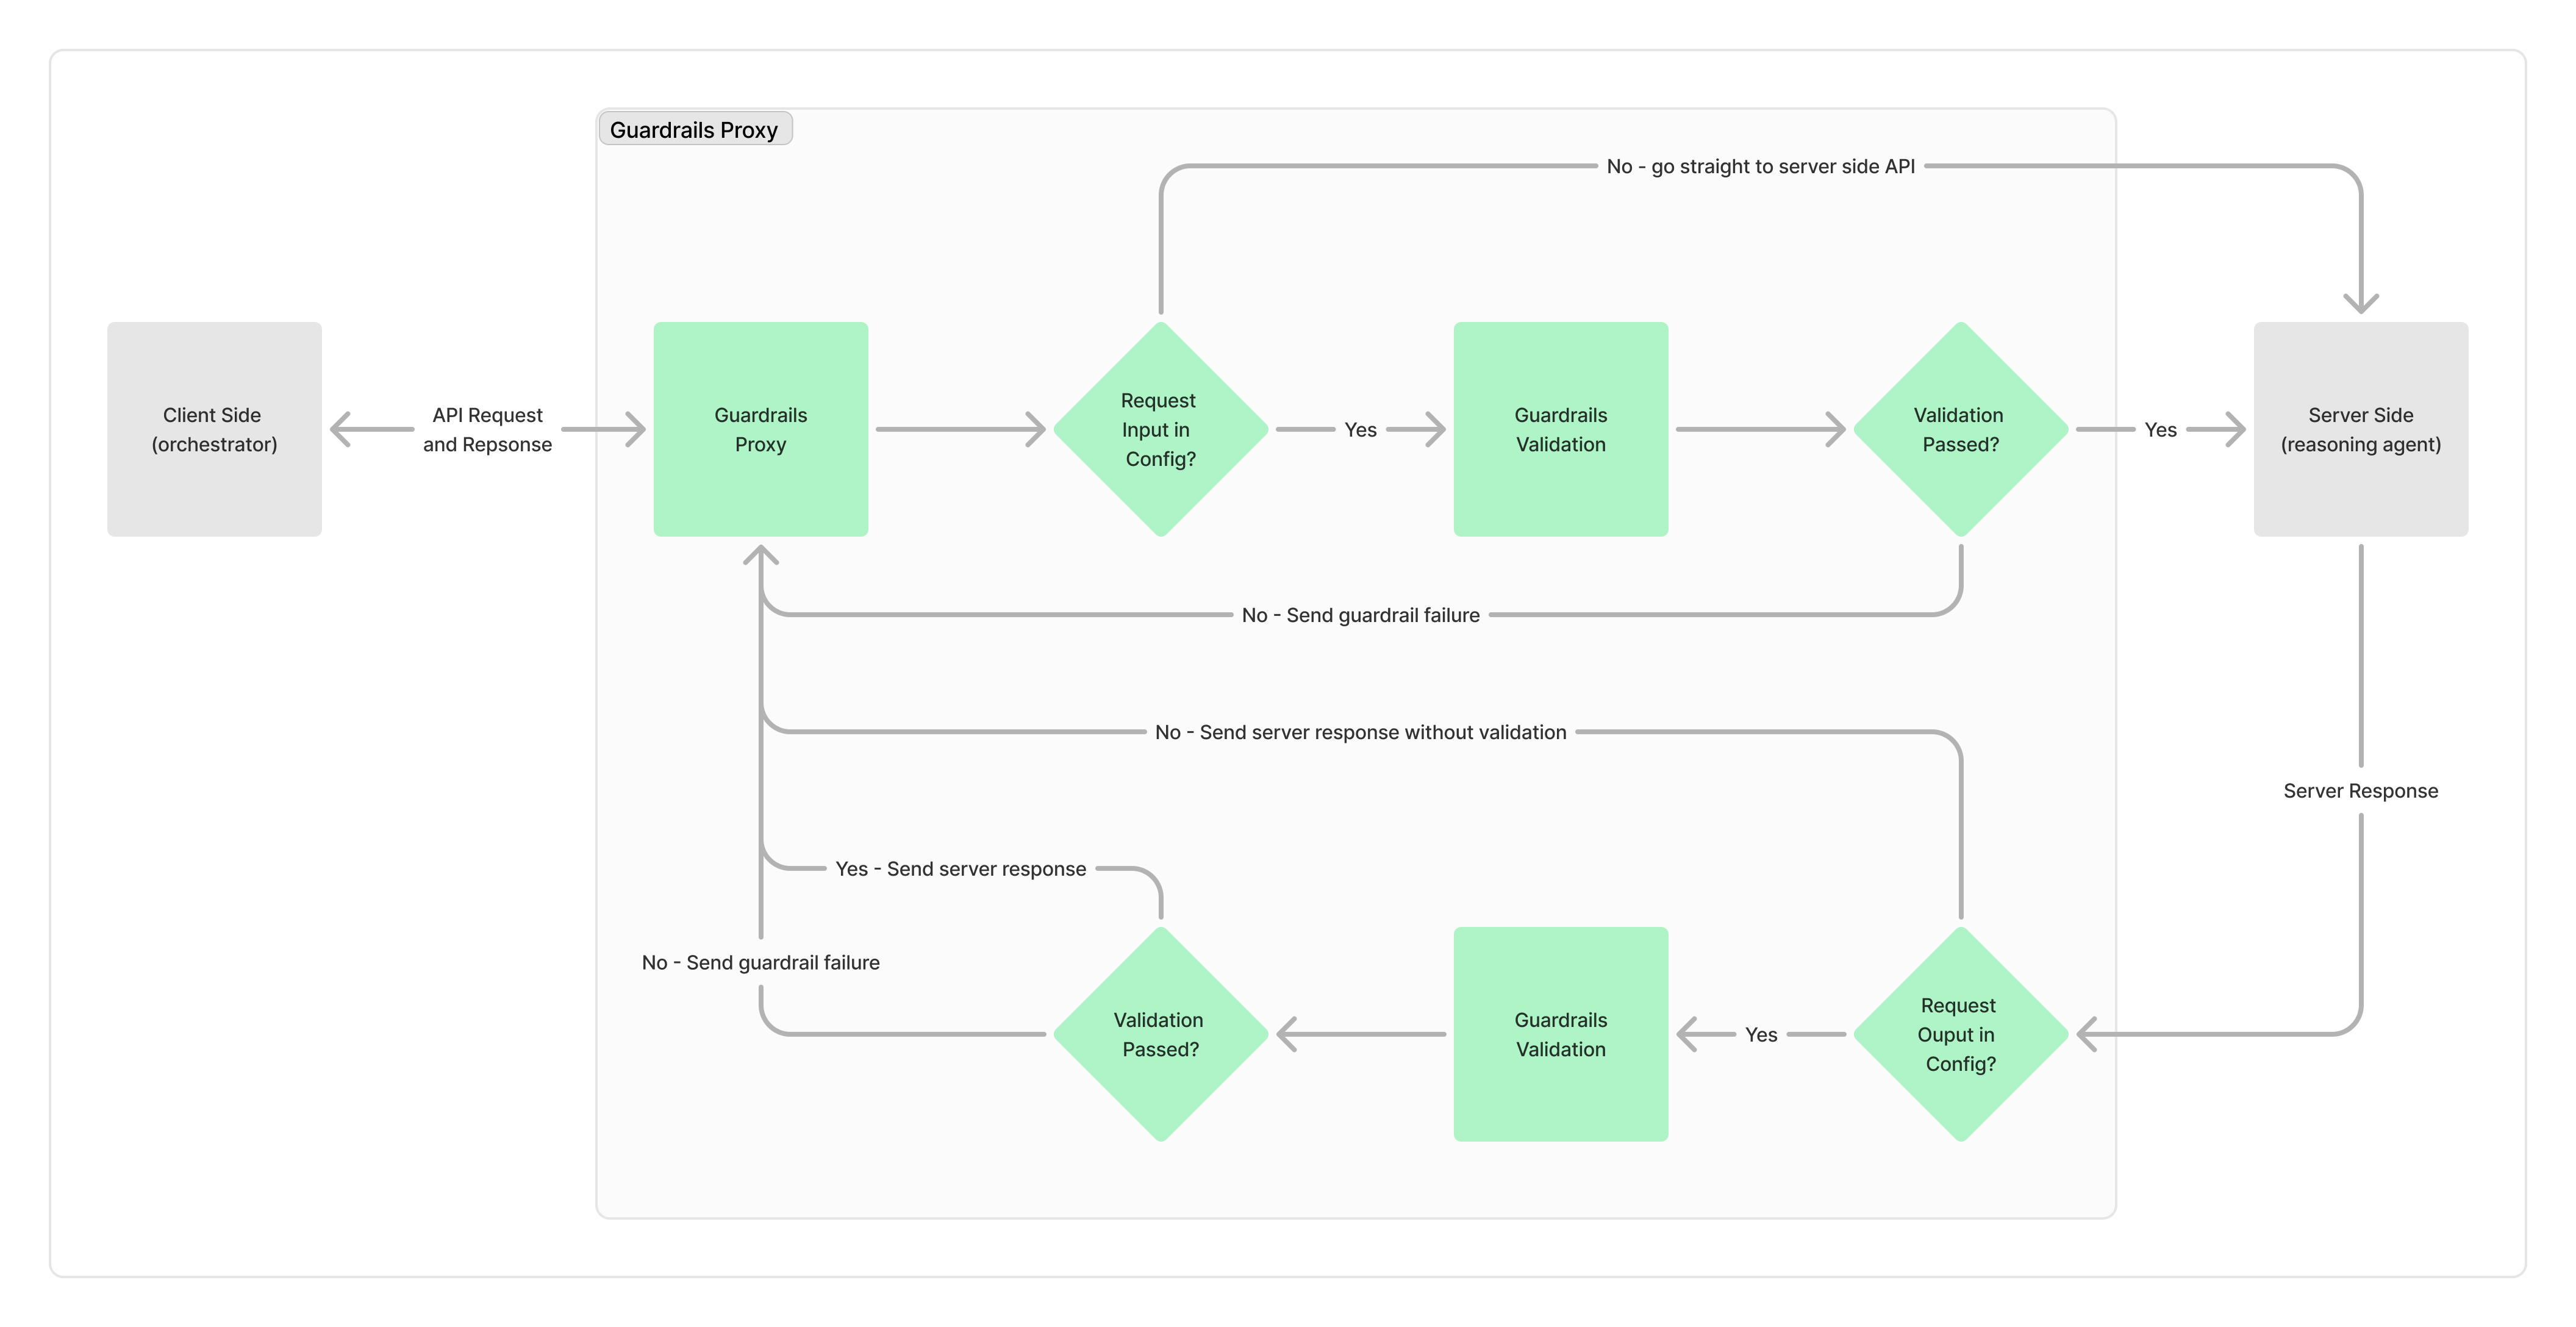 Guardrails Proxy
No - go straight to server side API
Client Side
(orchestrator)
API Request
and Repsonse
Guardrails
Proxy
Request
Input in
Config?
Yes
Guardrails
Validation
Validation
Passed?
Yes
Server Side
(reasoning agent)
No - Send guardrail failure
No - Send server response without validation
Server Response
Yes - Send server response
No - Send guardrail failure
Validation
Passed?
Guardrails
Validation
Yes
Request
Ouput in
Config?